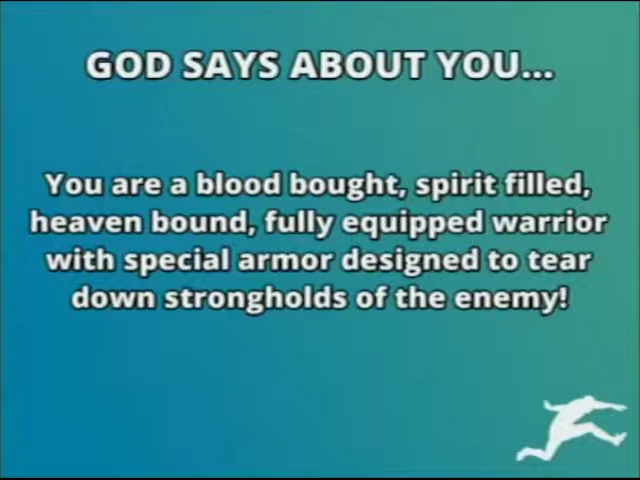 GOD SAYS ABOUT YOU...
You are a blood bought, spirit filled,
heaven bound, fully equipped warrior
with special armor designed to tear
down strongholds of the enemy!